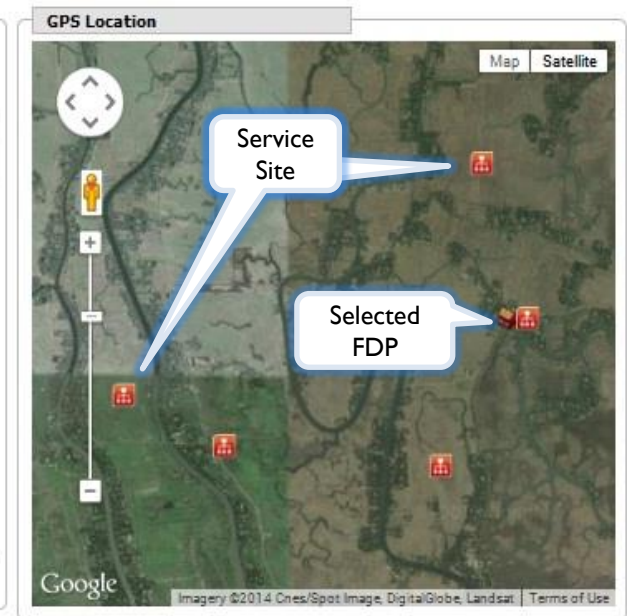 GPS Location
Map
Satellite
Service
Site
Selected
FDP
Google
Imagery ©2014 Cnes/Spot Image, DigitalGlobe, Landsat
Terms of Use